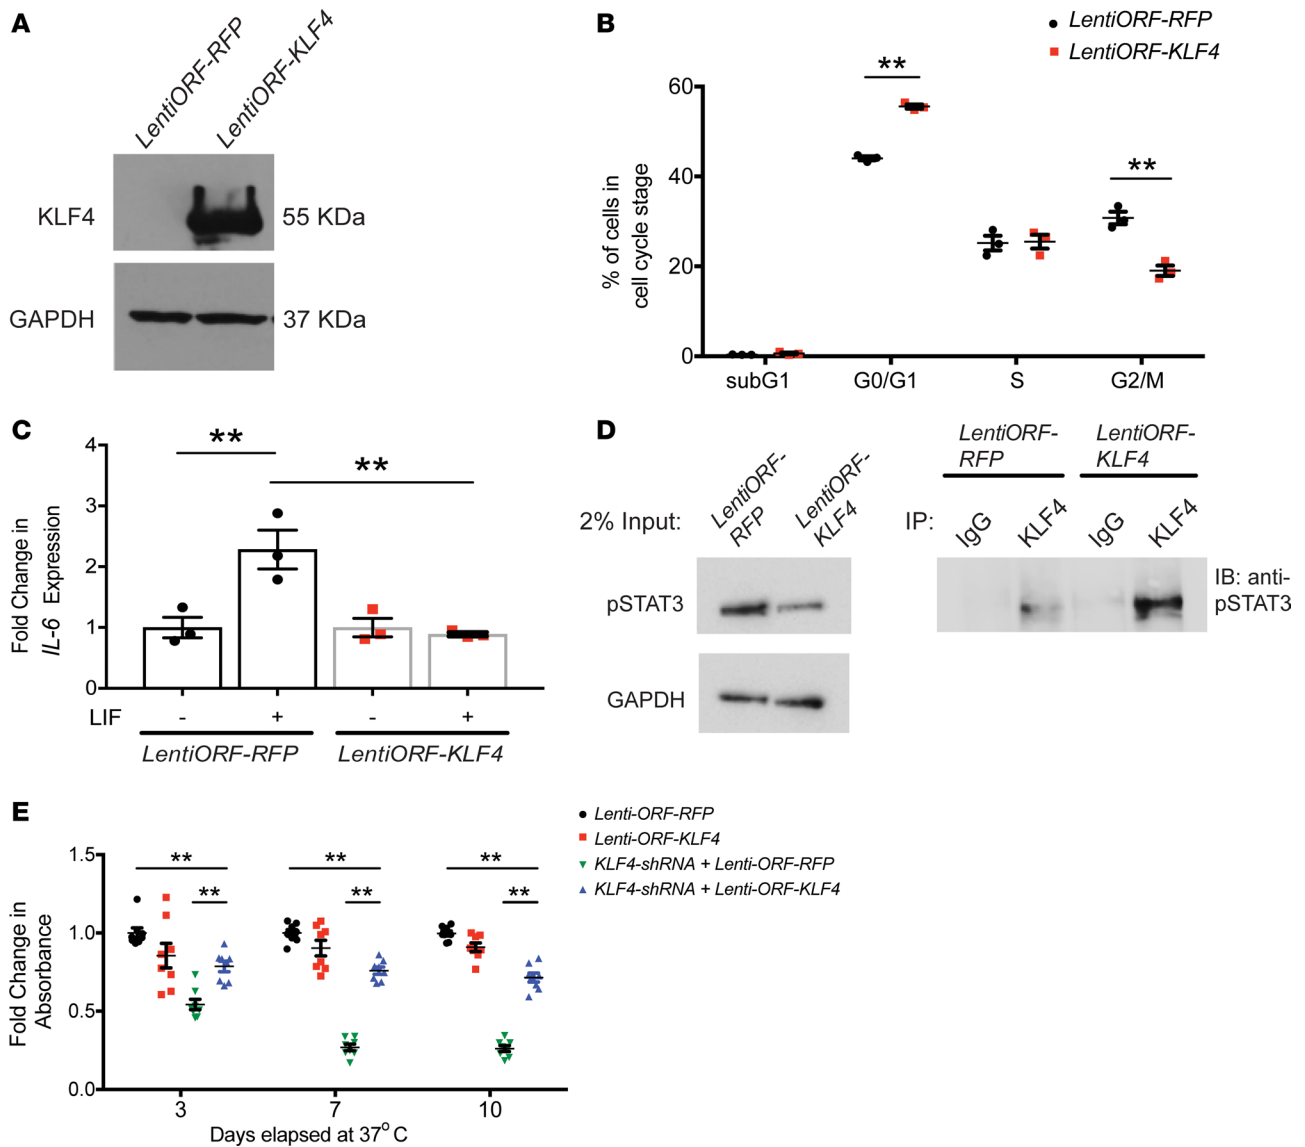 A
LentiORF-RFP
LentiORF-KLF4
KLF4
55 KDa
GAPDH
37 KDa
B
LentiORF-RFP
LentiORF-KLF4
% of cells in
cell cycle stage
60
40
20
0
**
**
subG1
G0/G1
S
G2/M
C
Fold Change in
IL-6 Expression
4
3
2
1
0
**
**
LIF
-
+
-
+
LentiORF-RFP
LentiORF-KLF4
D
2% Input:
LentiORF-
RFP
LentiORF-
KLF4
pSTAT3
GAPDH
LentiORF-
RFP
LentiORF-
KLF4
IP:
IgG
KLF4
IgG
KLF4
IB: anti-
pSTAT3
E
Lenti-ORF-RFP
Lenti-ORF-KLF4
KLF4-shRNA + Lenti-ORF-RFP
KLF4-shRNA + Lenti-ORF-KLF4
Fold Change in
Absorbance
1.5
1.0
0.5
0.0
**
**
**
**
**
**
3
7
10
Days elapsed at 37° C